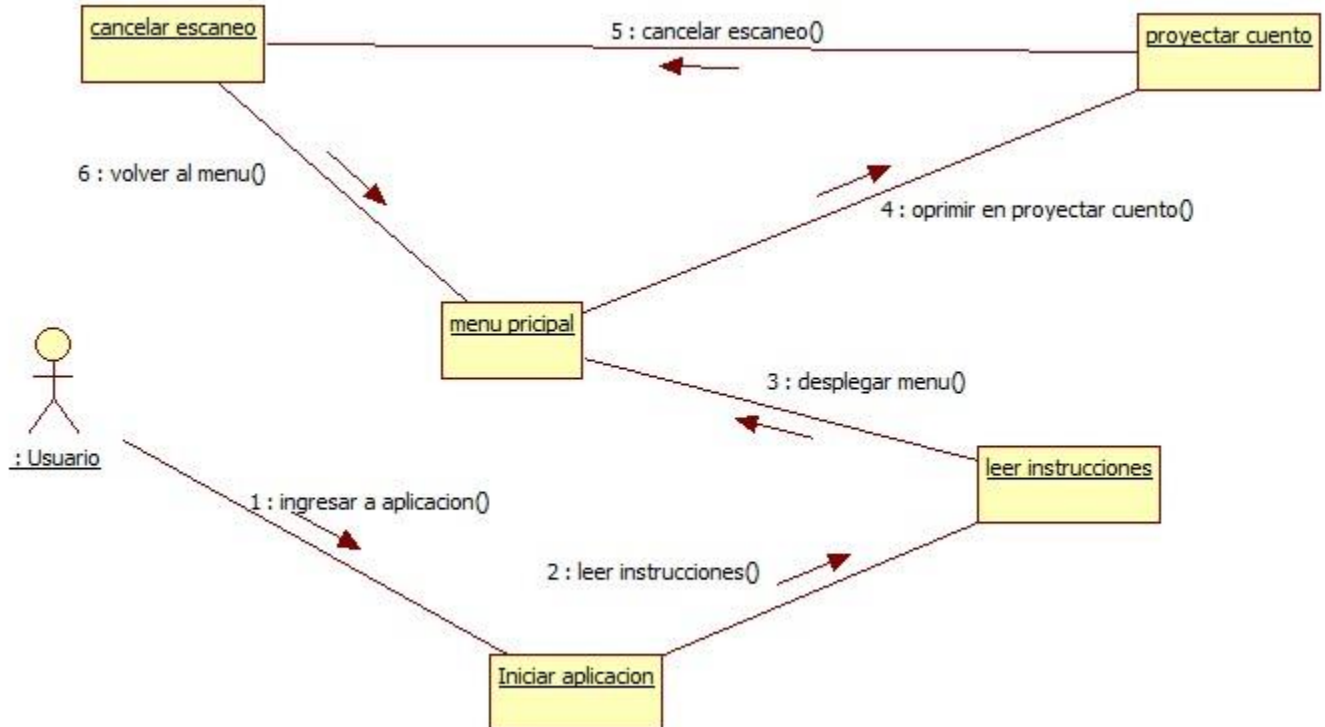 cancelar escaneo
5 : cancelar escaneo()
proyectar cuento
6 : volver al menu()
4 : oprimir en proyectar cuento()
menu pricipal
3 : desplegar menu()
: Usuario
leer instrucciones
1 : ingresar a aplicacion()
2 : leer instrucciones()
Iniciar aplicacion